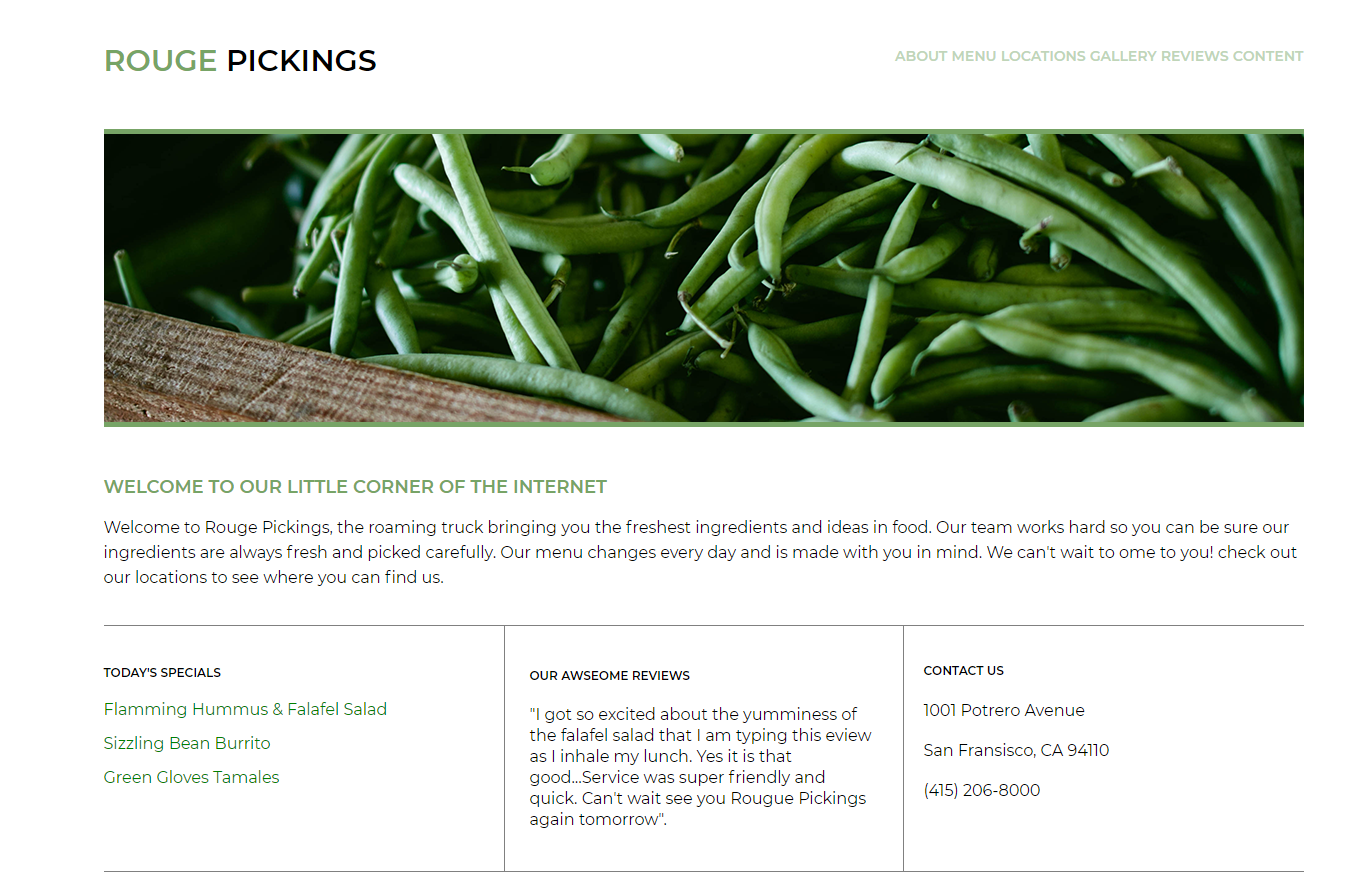 ROUGE PICKINGS
ABOUT MENU LOCATIONS GALLERY REVIEWS CONTENT
WELCOME TO OUR LITTLE CORNER OF THE INTERNET
Welcome to Rouge Pickings, the roaming truck bringing you the freshest ingredients and ideas in food. Our team works hard so you can be sure our
ingredients are always fresh and picked carefully. Our menu changes every day and is made with you in mind. We can't wait to ome to you! check out
our locations to see where you can find us.
TODAY'S SPECIALS
Flamming Hummus & Falafel Salad
Sizzling Bean Burrito
Green Gloves Tamales
OUR AWSEOME REVIEWS
"I got so excited about the yumminess of
the falafel salad that I am typing this eview
as I inhale my lunch. Yes it is that
good...Service was super friendly and
quick. Can't wait see you Rougue Pickings
again tomorrow".
CONTACT US
1001 Potrero Avenue
San Fransisco, CA 94110
(415) 206-8000